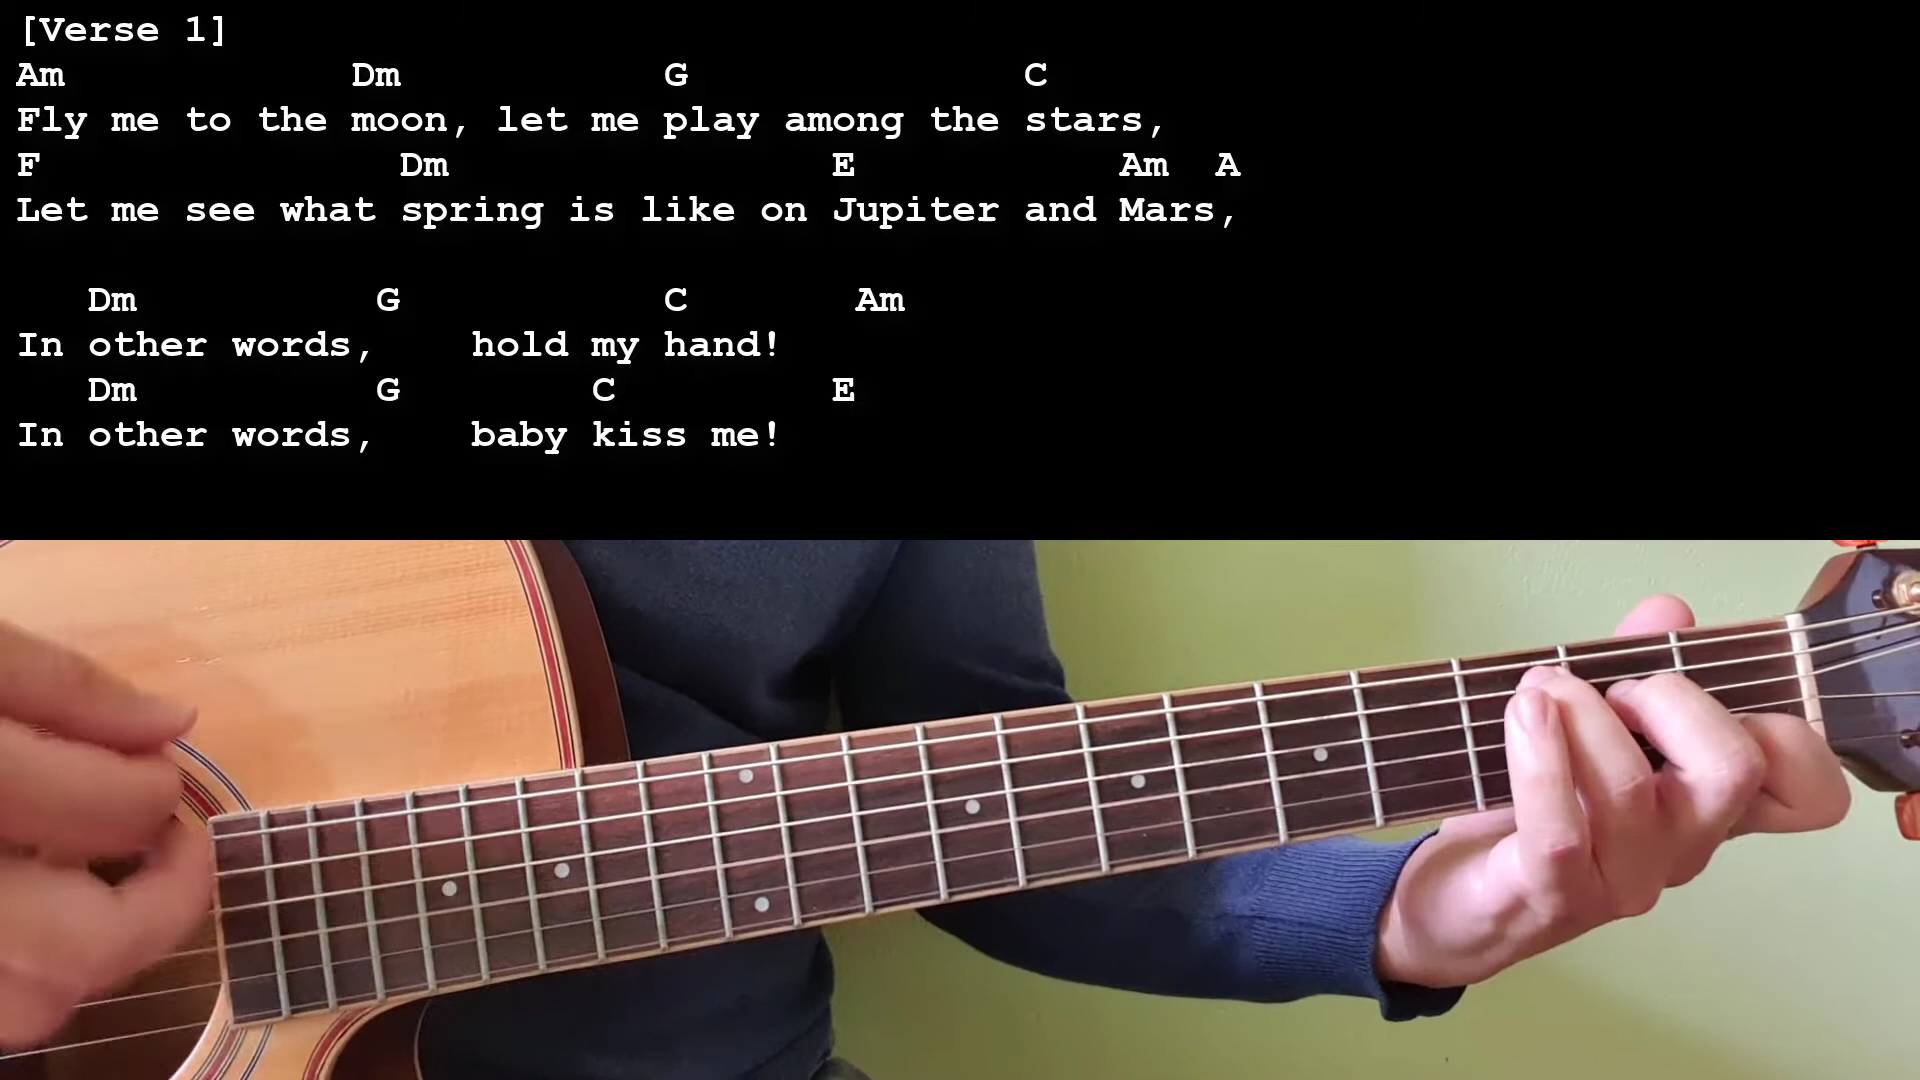 [Verse 1]
Am            Dm           G              C
Fly me to the moon, let me play among the stars,
F               Dm                E           Am  A
Let me see what spring is like on Jupiter and Mars,
   Dm          G           C       Am
In other words,    hold my hand!
   Dm          G        C         E
In other words,    baby kiss me!